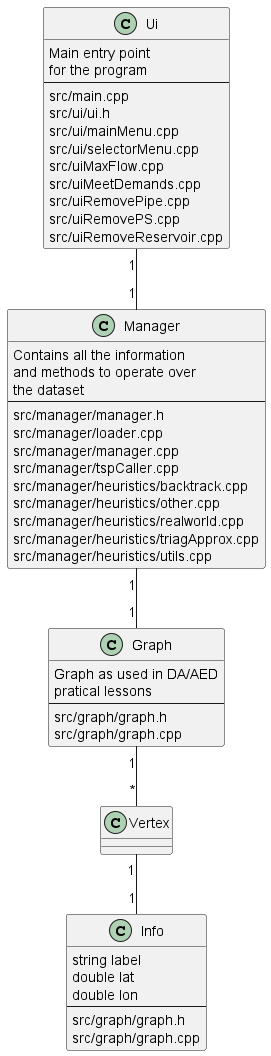 C Ui
Main entry point
for the program
src/main.cpp
src/ui/ui.h
src/ui/mainMenu.cpp
src/ui/selectorMenu.cpp
src/uiMaxFlow.cpp
src/uiMeetDemands.cpp
src/uiRemovePipe.cpp
src/uiRemovePS.cpp
src/uiRemoveReservoir.cpp
1
1
C Manager
Contains all the information
and methods to operate over
the dataset
src/manager/manager.h
src/manager/loader.cpp
src/manager/manager.cpp
src/manager/tspCaller.cpp
src/manager/heuristics/backtrack.cpp
src/manager/heuristics/other.cpp
src/manager/heuristics/realworld.cpp
src/manager/heuristics/triagApprox.cpp
src/manager/heuristics/utils.cpp
1
1
C Graph
Graph as used in DA/AED
pratical lessons
src/graph/graph.h
src/graph/graph.cpp
1
*
C Vertex
1
1
C Info
string label
double lat
double lon
src/graph/graph.h
src/graph/graph.cpp